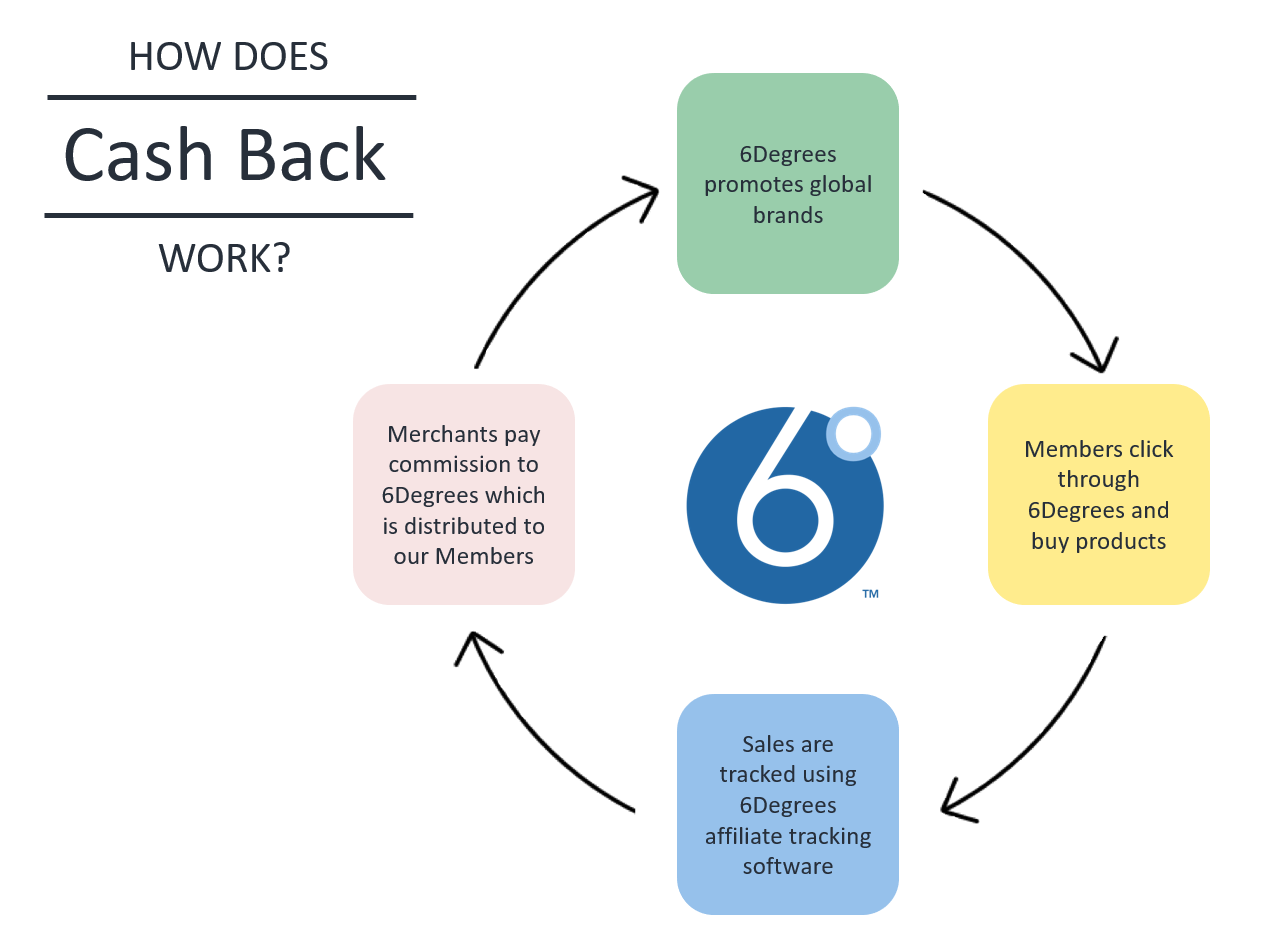 HOW DOES
Cash Back
WORK?
6Degrees
promotes global
brands
Members click
through
6Degrees and
buy products
Sales are
tracked using
6Degrees
affiliate tracking
software
Merchants pay
commission to
6Degrees which
is distributed to
our Members
6°
TM